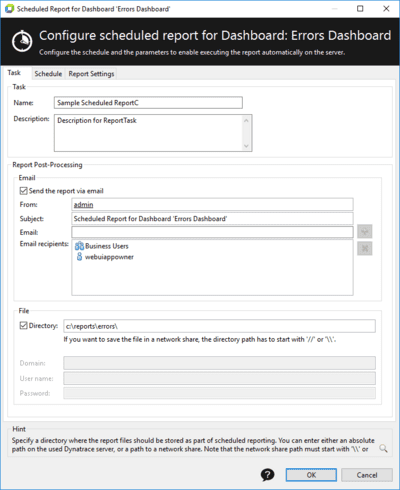 Scheduled Report for Dashboard 'Errors Dashboard'
Configure scheduled report for Dashboard: Errors Dashboard
Configure the schedule and the parameters to enable executing the report automatically on the server.
Task Schedule Report Settings
Task
Name: Sample Scheduled ReportC
Description: Description for ReportTask
Report Post-Processing
Email
Send the report via email
From: admin
Subject: Scheduled Report for Dashboard 'Errors Dashboard'
Email:
Email recipients: Business Users
webuiappowner
File
Directory: c:\reports\errors\
If you want to save the file in a network share, the directory path has to start with '//' or '\\'.
Domain:
User name:
Password:
Hint
Specify a directory where the report files should be stored as part of scheduled reporting. You can enter either an absolute
path on the used Dynatrace server, or a path to a network share. Note that the network share path must start with '\\' or
? OK Cancel